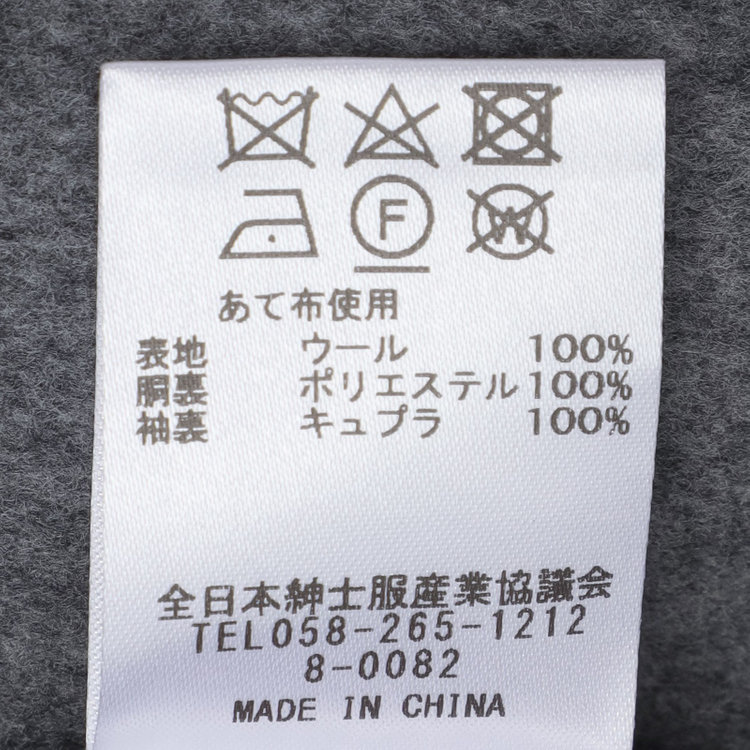 F W
あて布使用
表地 ウール 100%
胴裏 ポリエステル 100%
袖裏 キュプラ 100%
全日本紳士服産業協議会
TEL058-265-1212
8-0082
MADE IN CHINA